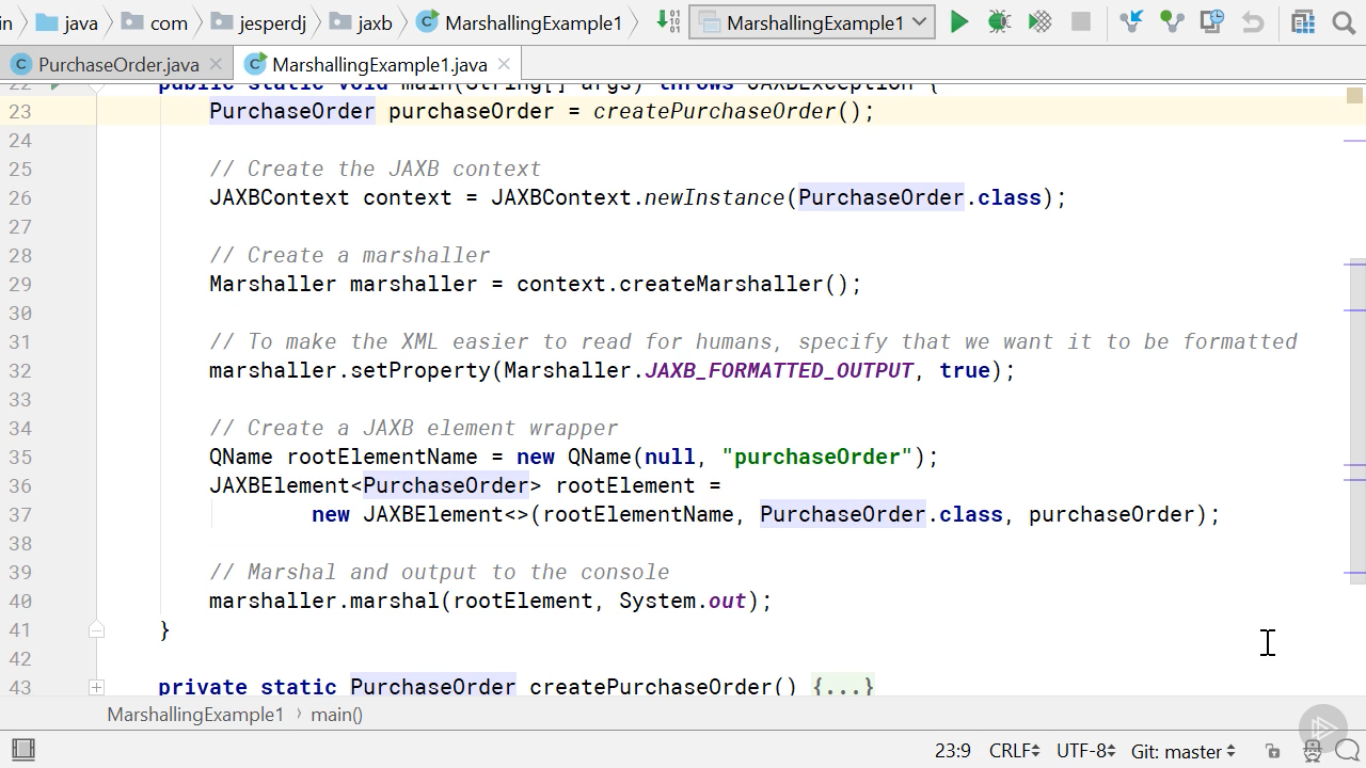 in java com jesperdj jaxb MarshallingExample1 MarshallingExample1
PurchaseOrder.java MarshallingExample1.java
22 public static void main(String[] args) throws JAXBException {
23 PurchaseOrder purchaseOrder = createPurchaseOrder();
24
25 // Create the JAXB context
26 JAXBContext context = JAXBContext.newInstance(PurchaseOrder.class);
27
28 // Create a marshaller
29 Marshaller marshaller = context.createMarshaller();
30
31 // To make the XML easier to read for humans, specify that we want it to be formatted
32 marshaller.setProperty(Marshaller.JAXB_FORMATTED_OUTPUT, true);
33
34 // Create a JAXB element wrapper
35 QName rootElementName = new QName(null, "purchaseOrder");
36 JAXBElement<PurchaseOrder> rootElement =
37 new JAXBElement<>(rootElementName, PurchaseOrder.class, purchaseOrder);
38
39 // Marshal and output to the console
40 marshaller.marshal(rootElement, System.out);
41 }
42
43 private static PurchaseOrder createPurchaseOrder() {...}
MarshallingExample1 main()
23:9 CRLF UTF-8 Git: master